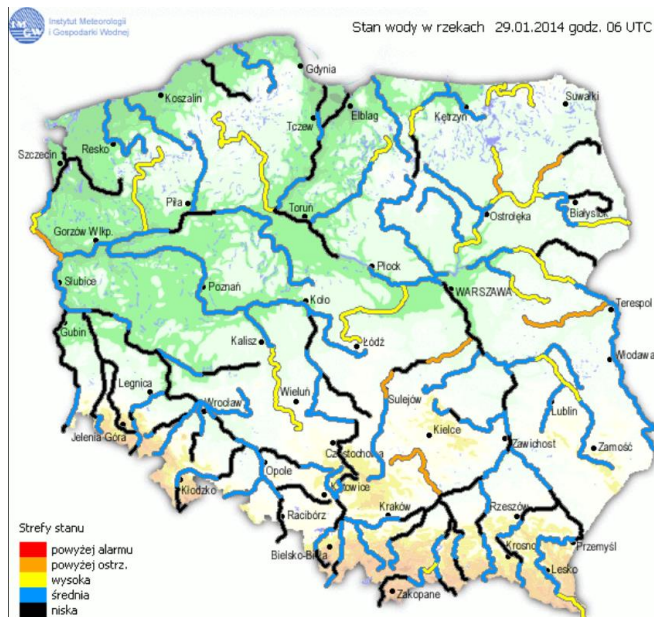 Instytut Meteorologii
i Gospodarki Wodnej
Stan wody w rzekach 29.01.2014 godz. 06 UTC
Gdynia
Koszalin
Suwałki
Elbląg
Kętrzyn
Tczew
Resko
Szczecin
Piła
Toruń
Ostrołęka
Białystok
Gorzów Wlkp.
Płock
Słubice
Poznań
Koło
WARSZAWA
Terespol
Gubin
Kalisz
Łódź
Włodawa
Legnica
Wieluń
Sulejów
Wrocław
Lublin
Jelenia Góra
Kielce
Zawichost
Zamość
Częstochowa
Opole
Kłodzko
Katowice
Racibórz
Kraków
Rzeszów
Bielsko-Biała
Krosno
Przemyśl
Lesko
Zakopane
Strefy stanu
powyżej alarmu
powyżej ostrz.
wysoka
średnia
niska